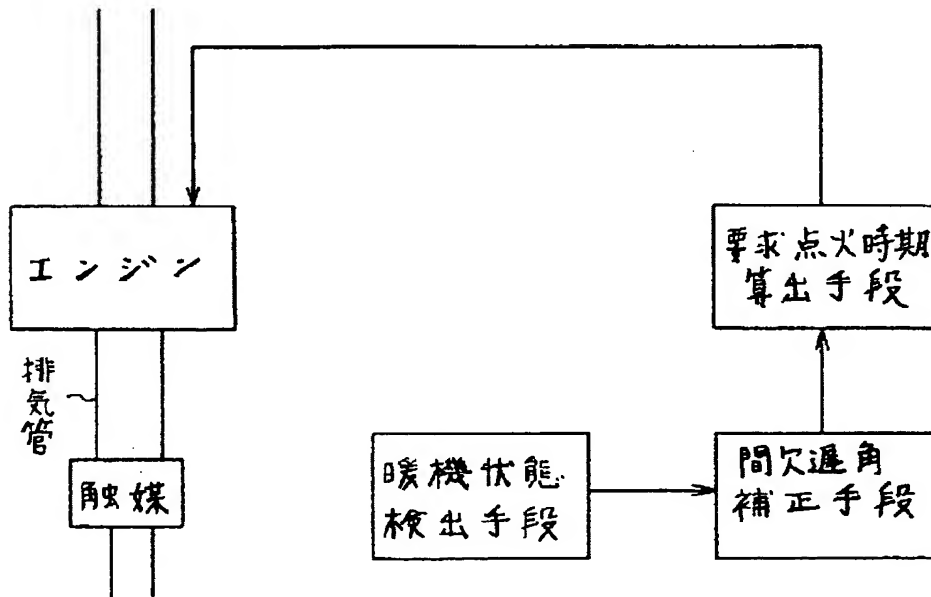 エンジン
要求点火時期
算出手段
排気管
触媒
暖機状態
検出手段
間欠遅角
補正手段